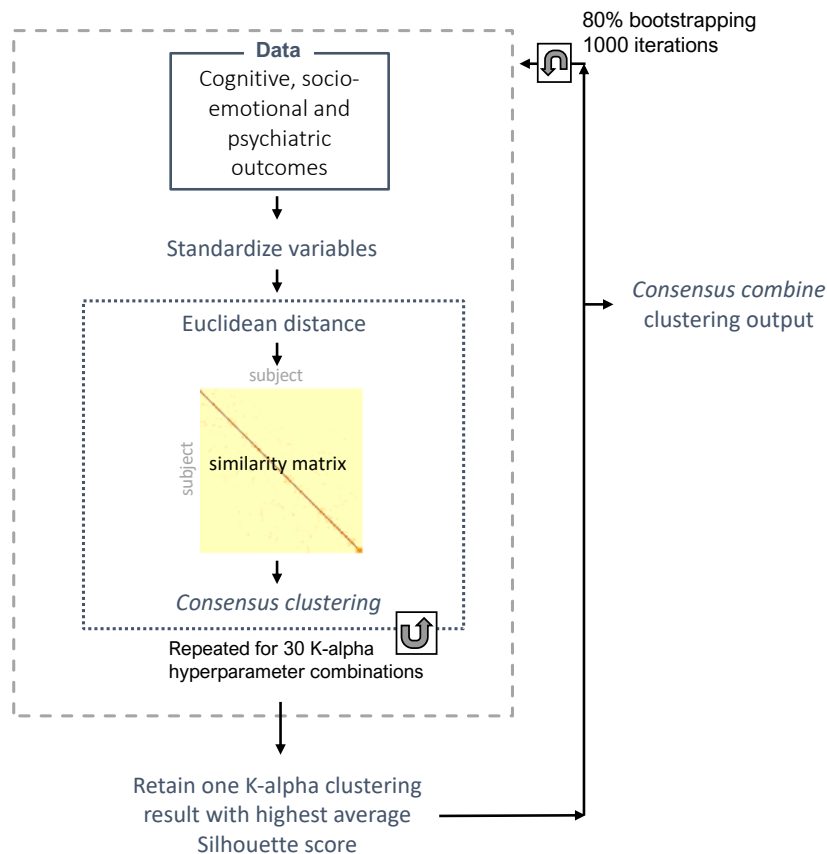 80% bootstrapping
1000 iterations
Data
Cognitive, socio-
emotional and
psychiatric
outcomes
Standardize variables
Euclidean distance
subject
subject
similarity matrix
Consensus clustering
Repeated for 30 K-alpha
hyperparameter combinations
Retain one K-alpha clustering
result with highest average
Silhouette score
Consensus combine
clustering output